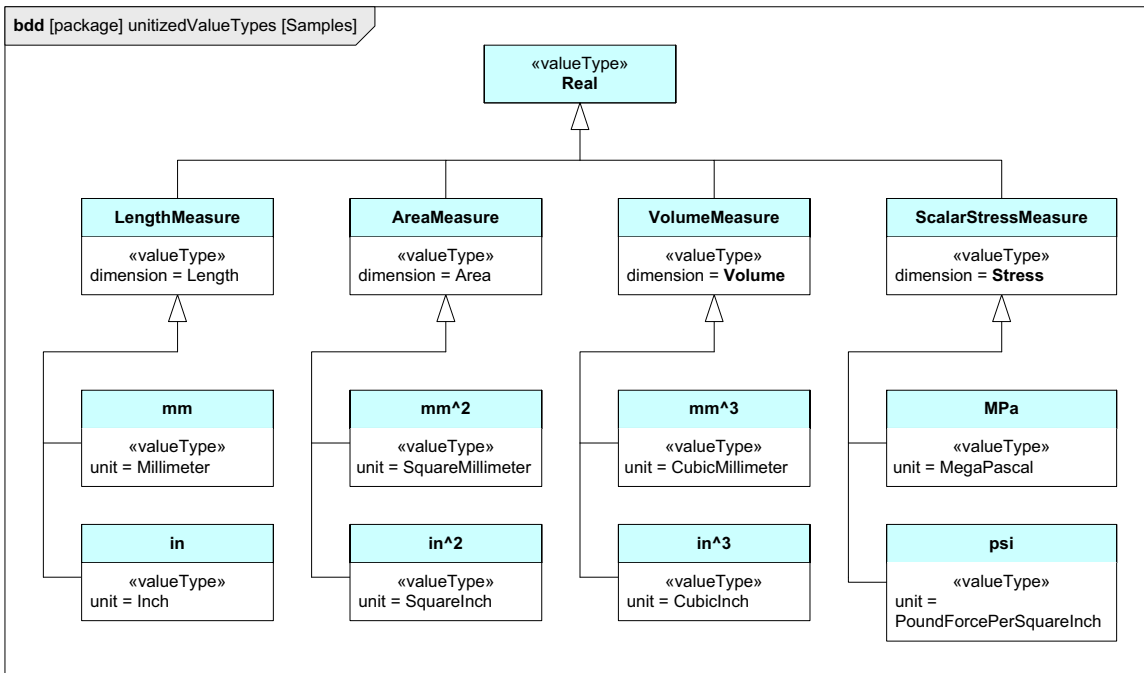 bdd [package] unitizedValueTypes [Samples]
«valueType»
Real
LengthMeasure
«valueType»
dimension = Length
AreaMeasure
«valueType»
dimension = Area
VolumeMeasure
«valueType»
dimension = Volume
ScalarStressMeasure
«valueType»
dimension = Stress
mm
«valueType»
unit = Millimeter
mm^2
«valueType»
unit = SquareMillimeter
mm^3
«valueType»
unit = CubicMillimeter
MPa
«valueType»
unit = MegaPascal
in
«valueType»
unit = Inch
in^2
«valueType»
unit = SquareInch
in^3
«valueType»
unit = CubicInch
psi
«valueType»
unit =
PoundForcePerSquareInch